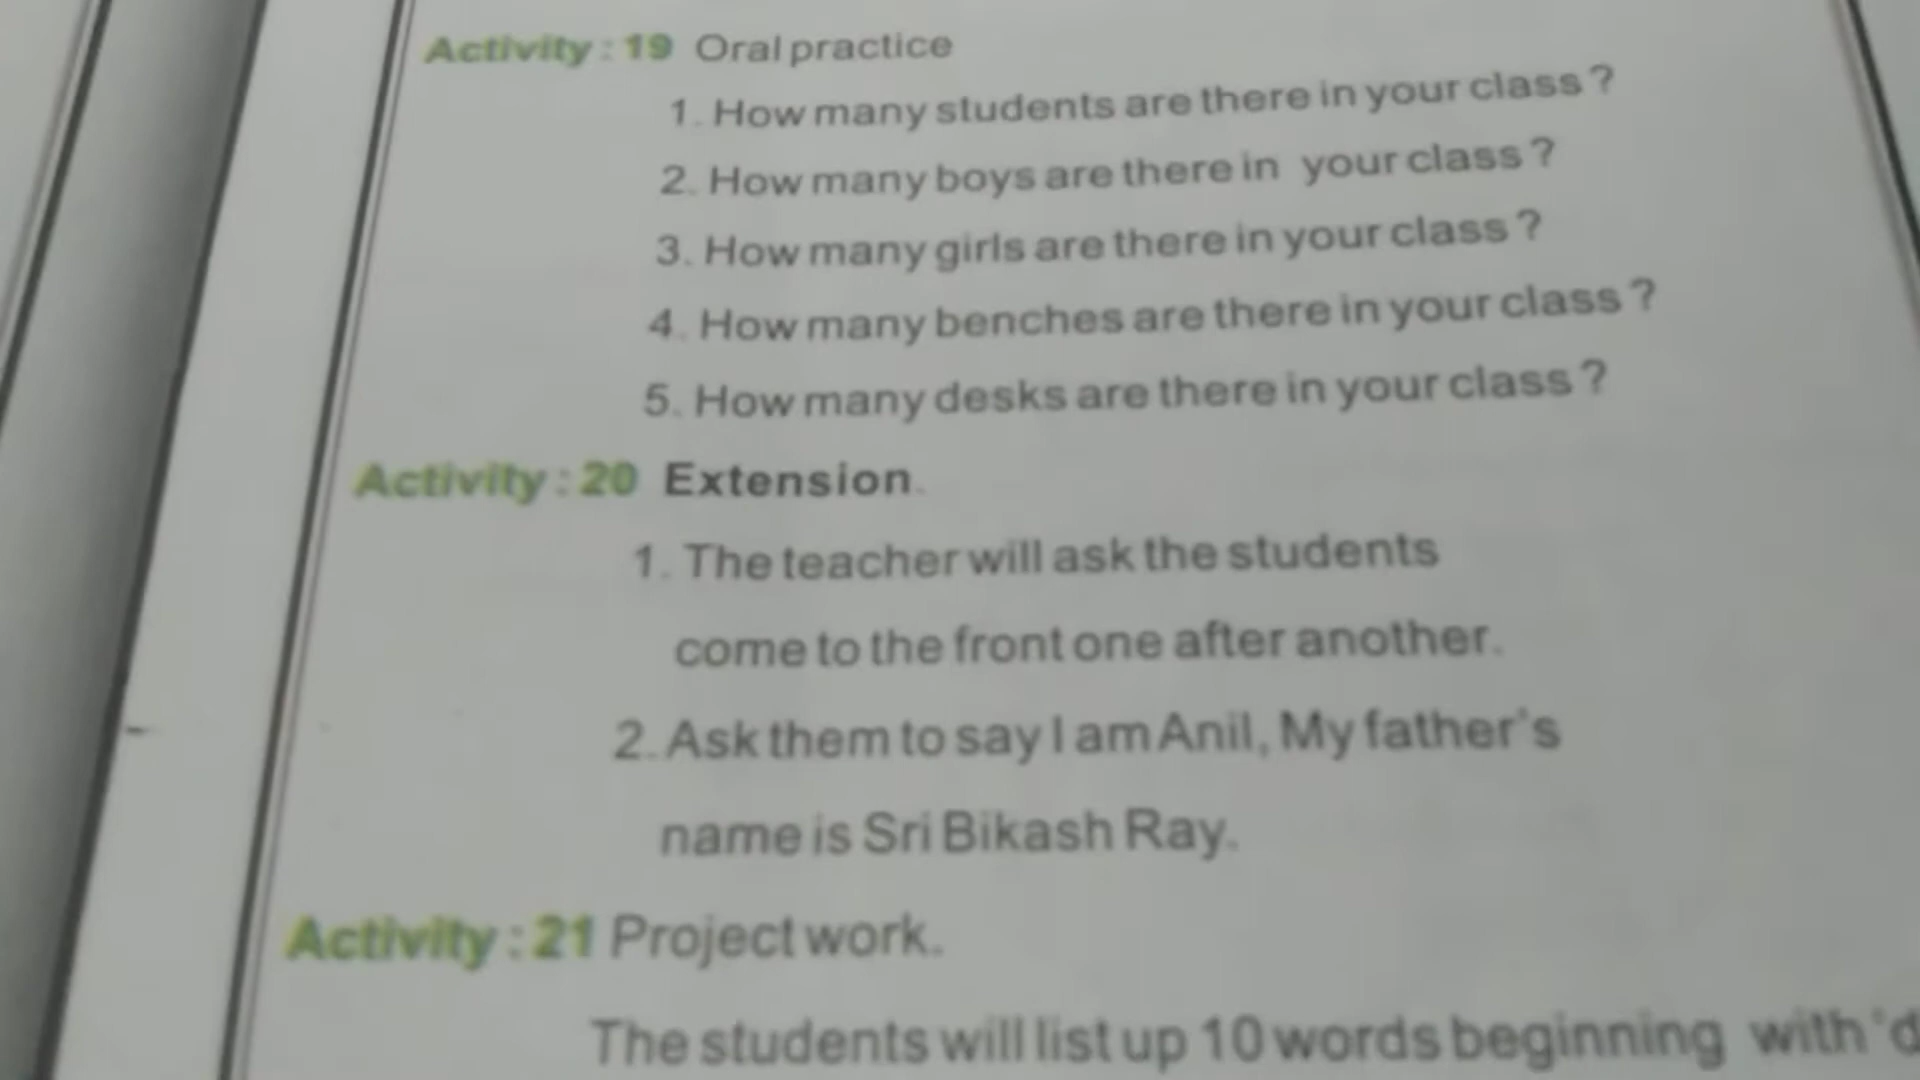 Activity : 19 Oral practice
1. How many students are there in your class ?
2. How many boys are there in your class ?
3. How many girls are there in your class ?
4. How many benches are there in your class ?
5. How many desks are there in your class ?
Activity : 20 Extension.
1. The teacher will ask the students
come to the front one after another.
2. Ask them to say I am Anil, My father's
name is Sri Bikash Ray.
Activity : 21 Project work.
The students will list up 10 words beginning with 'd